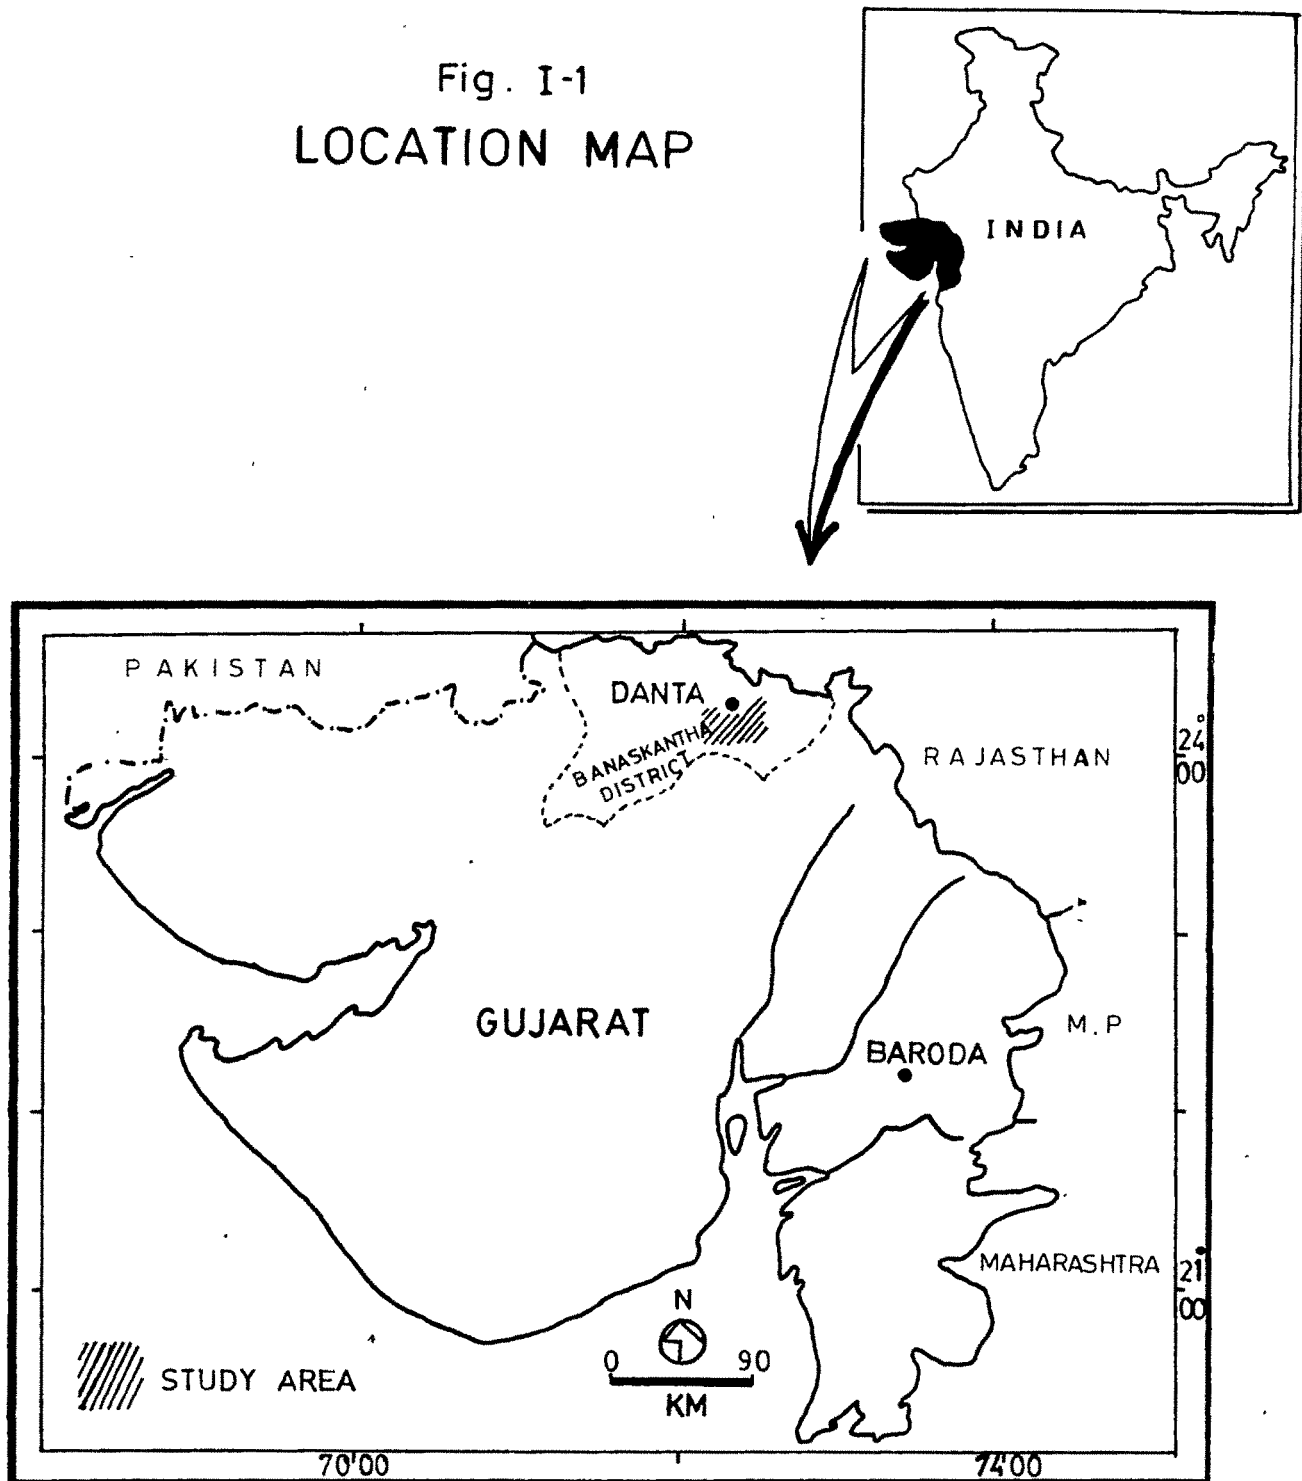 Fig. I-1
LOCATION MAP
INDIA
PAKISTAN
DANTA
BANASKANTHA
DISTRICT
RAJASTHAN
24°
00
GUJARAT
M.P
BARODA
MAHARASHTRA
21°
00
N
0 90
KM
STUDY AREA
70'00
74'00